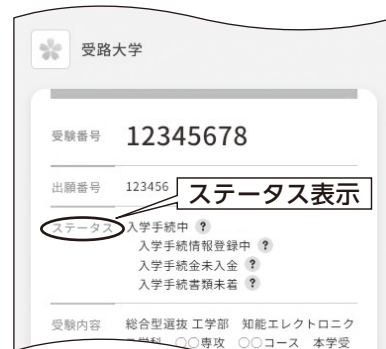 受路大学
受験番号 12345678
出願番号 123456
ステータス表示
ステータス 入学手続中 ?
入学手続情報登録中 ?
入学手続金未入金 ?
入学手続書類未着 ?
受験内容 総合型選抜 工学部 知能エレクトロニク
学科 ○○専攻 ○○コース 本学受